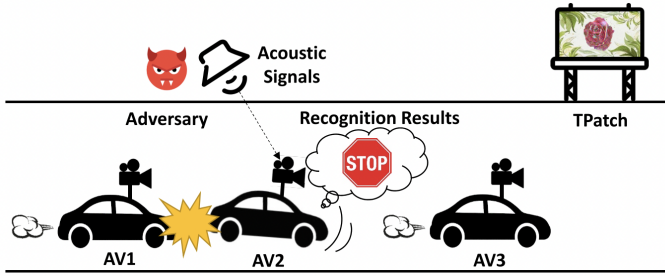 Acoustic
Signals
Adversary
Recognition Results
TPatch
STOP
AV1
AV2
AV3